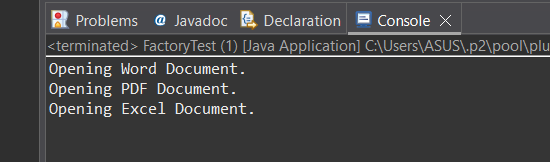 Problems @ Javadoc Declaration Console
<terminated> FactoryTest (1) [Java Application] C:\Users\ASUS\.p2\pool\plu
Opening Word Document.
Opening PDF Document.
Opening Excel Document.